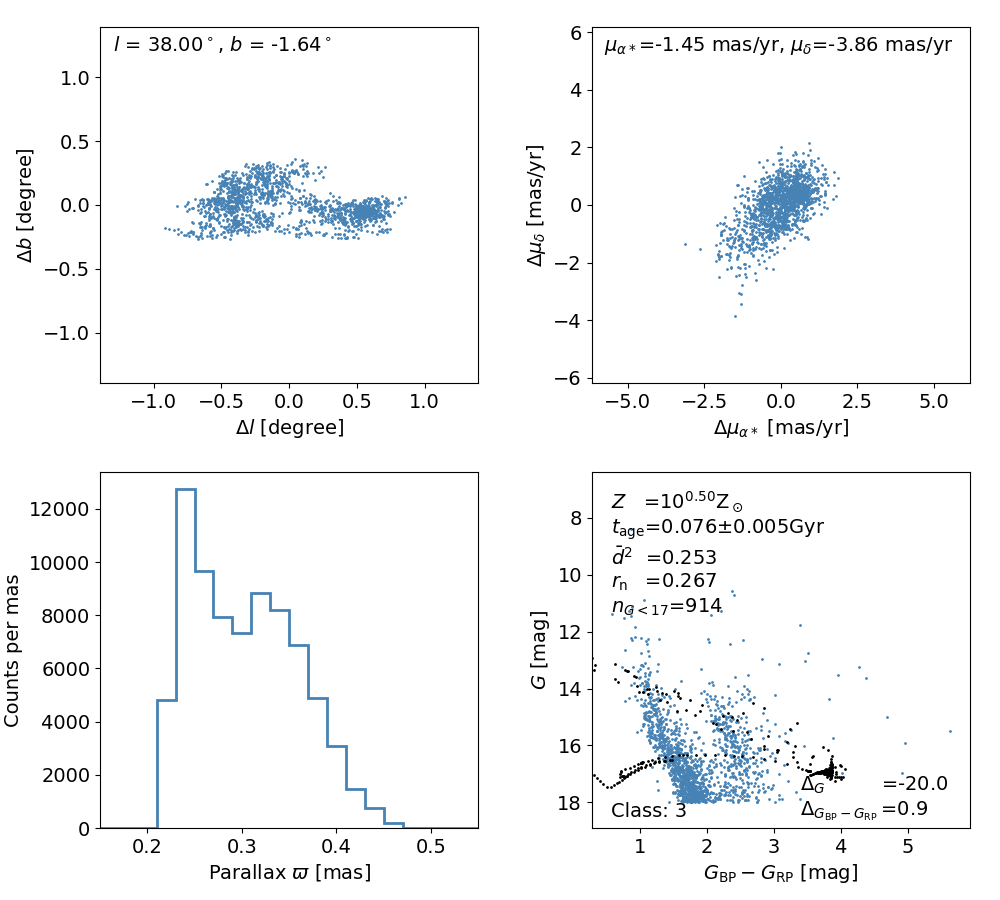 l = 38.00°, b = -1.64°
1.0
0.5
0.0
−0.5
−1.0
Δb [degree]
−1.0 −0.5 0.0 0.5 1.0
Δl [degree]
μα*=-1.45 mas/yr, μδ=-3.86 mas/yr
6
4
2
0
−2
−4
−6
Δμδ [mas/yr]
−5.0 −2.5 0.0 2.5 5.0
Δμα* [mas/yr]
12000
10000
8000
6000
4000
2000
0
Counts per mas
0.2 0.3 0.4 0.5
Parallax ϖ [mas]
Z =10^0.50 Z⊙
t_age=0.076±0.005Gyr
d̄² =0.253
r_n =0.267
n_G<17=914
8
10
12
14
16
18
G [mag]
Δ_G =-20.0
Δ_GBP−GRP =0.9
Class: 3
1 2 3 4 5
G_BP − G_RP [mag]